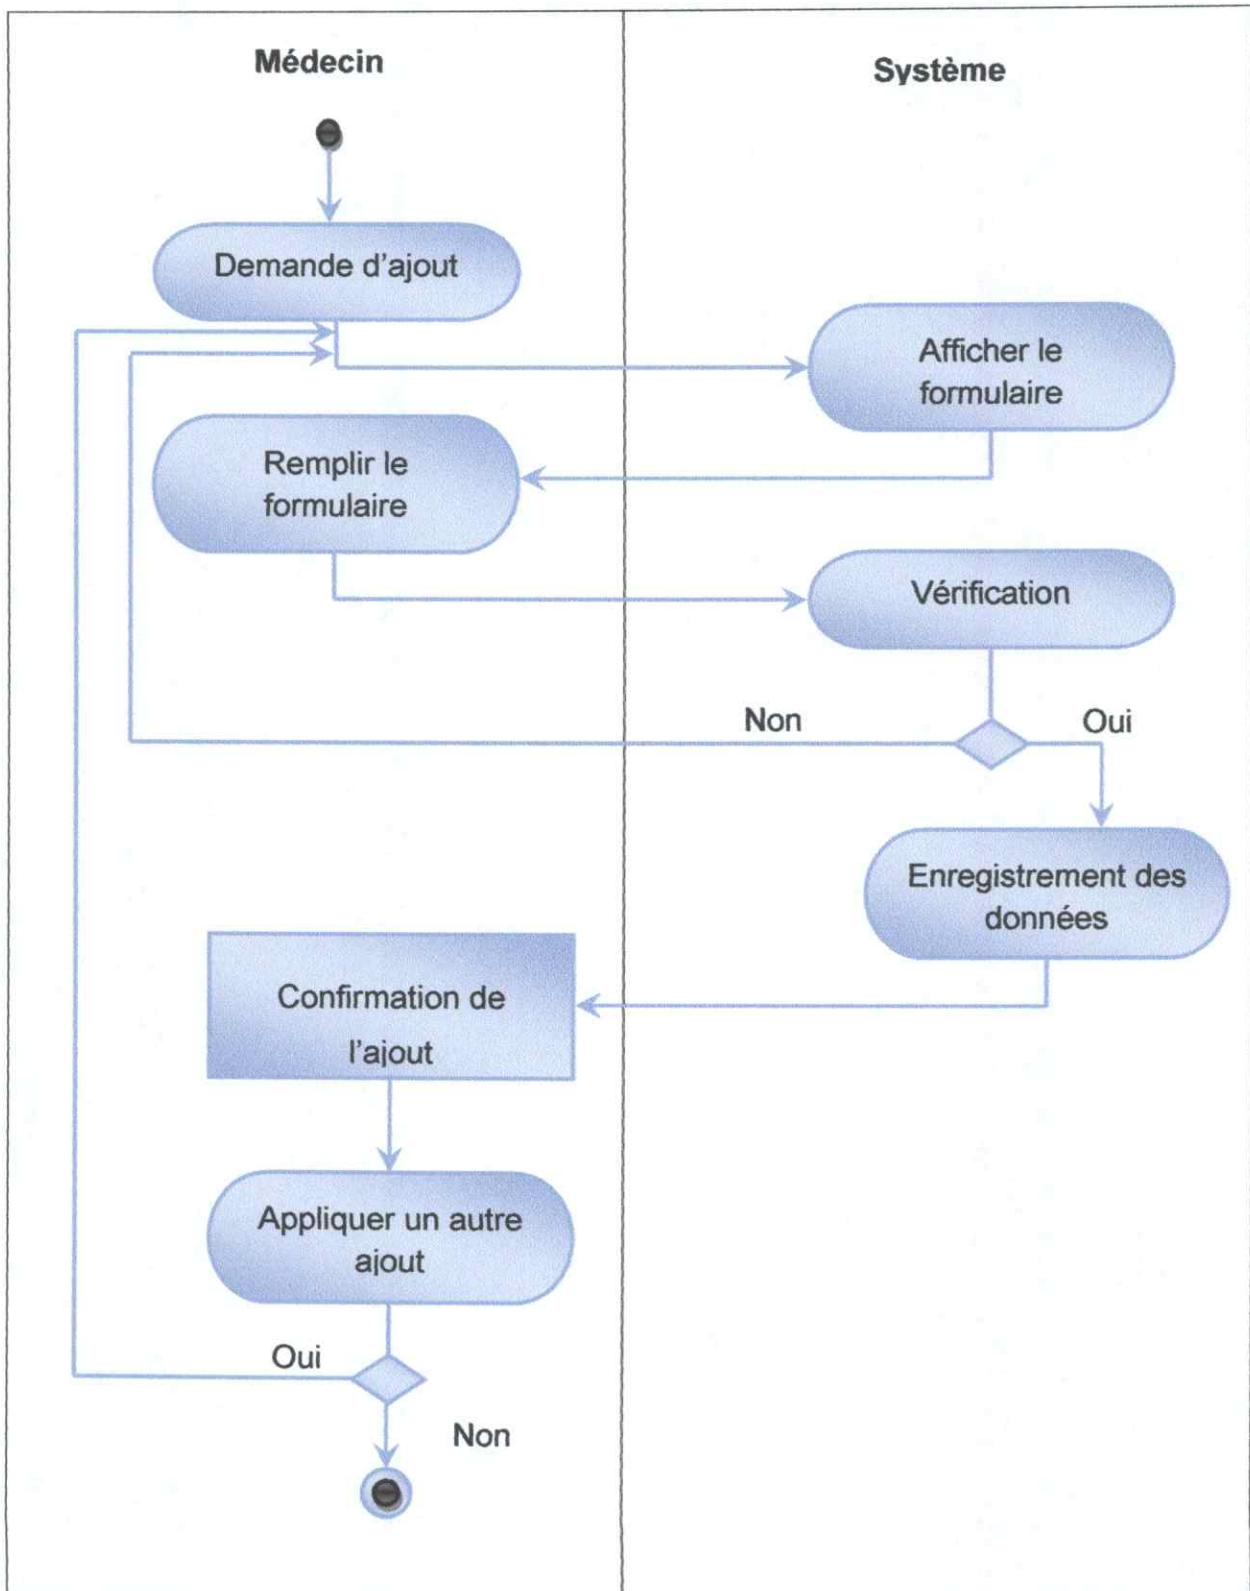 Médecin
Système
Demande d'ajout
Afficher le
formulaire
Remplir le
formulaire
Vérification
Non
Oui
Enregistrement des
données
Confirmation de
l'ajout
Appliquer un autre
ajout
Oui
Non